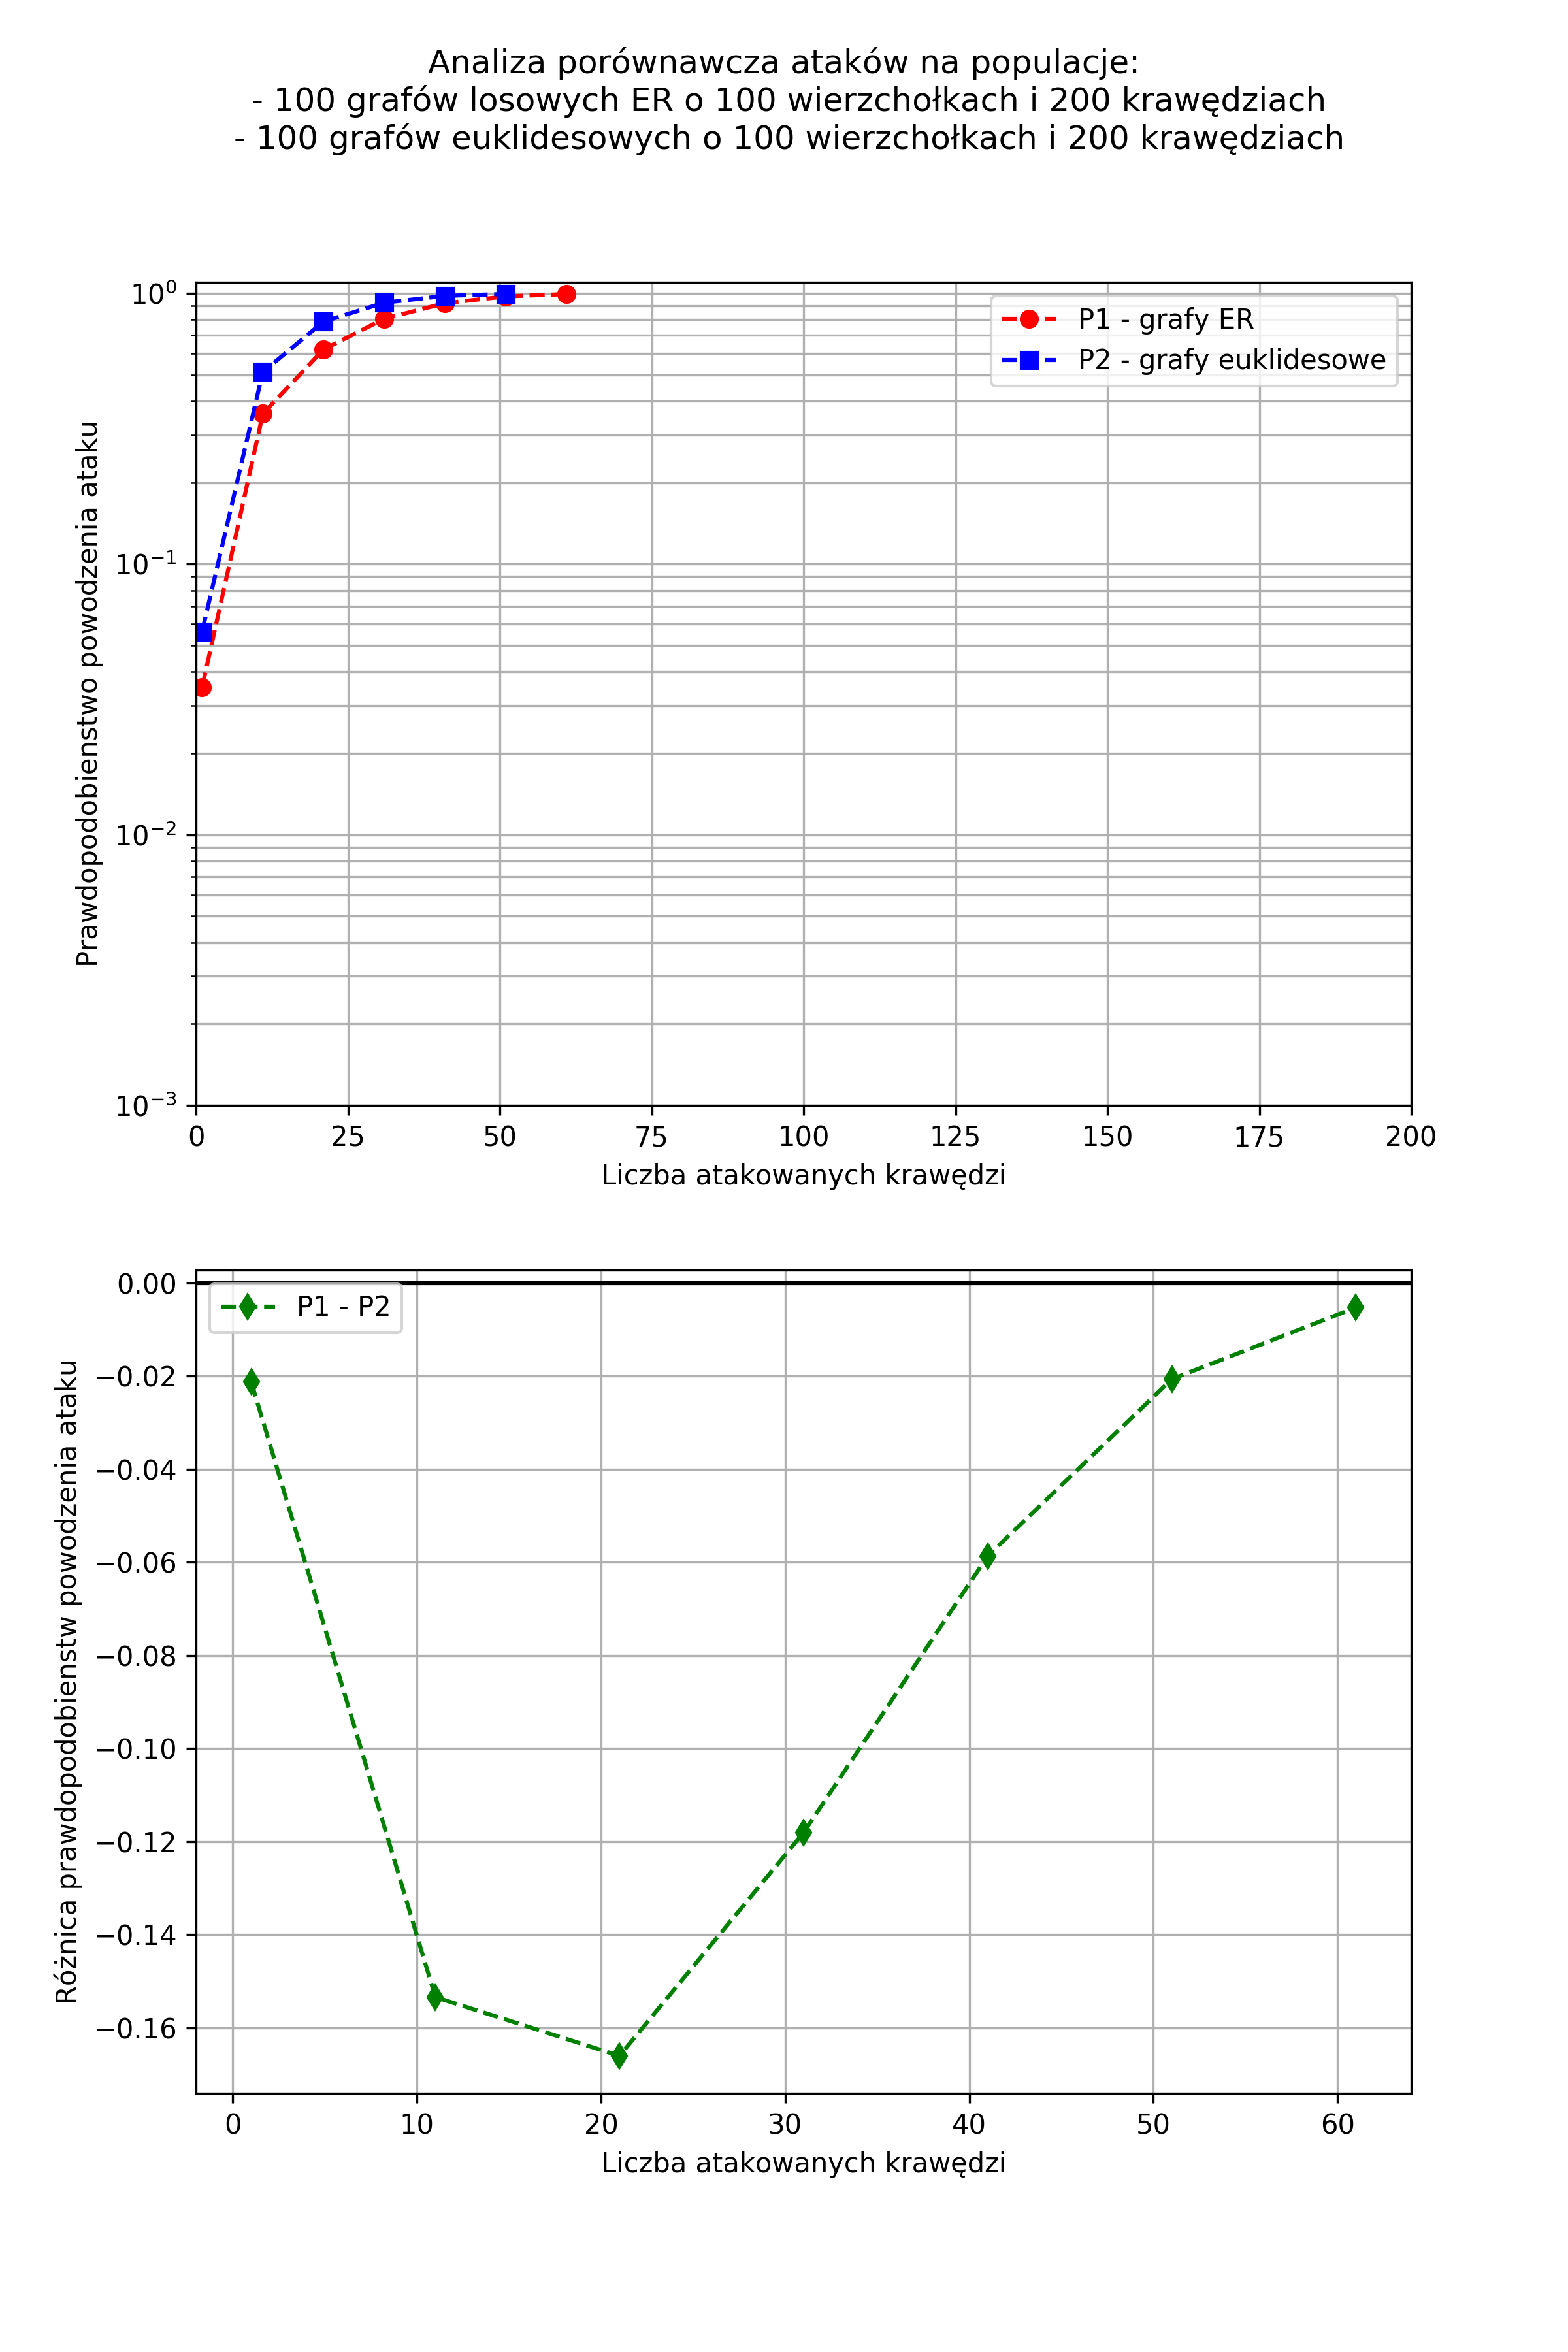 Analiza porównawcza ataków na populacje:
- 100 grafów losowych ER o 100 wierzchołkach i 200 krawędziach
- 100 grafów euklidesowych o 100 wierzchołkach i 200 krawędziach
Prawdopodobienstwo powodzenia ataku
10⁰
10⁻¹
10⁻²
10⁻³
P1 - grafy ER
P2 - grafy euklidesowe
0 25 50 75 100 125 150 175 200
Liczba atakowanych krawędzi
Różnica prawdopodobienstw powodzenia ataku
0.00
−0.02
−0.04
−0.06
−0.08
−0.10
−0.12
−0.14
−0.16
P1 - P2
0 10 20 30 40 50 60
Liczba atakowanych krawędzi